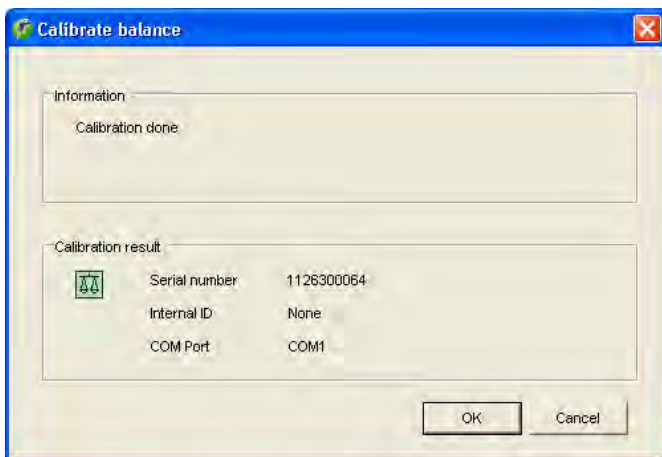 Calibrate balance
Information
Calibration done
Calibration result
Serial number 1126300064
Internal ID None
COM Port COM1
OK Cancel